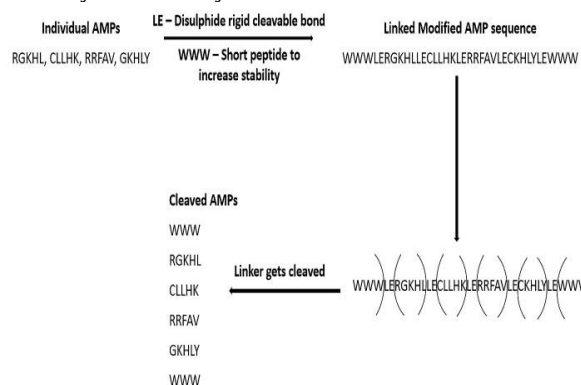 Individual AMPs
RGKHL, CLLHK, RRFAV, GKHLY
LE – Disulphide rigid cleavable bond
WWW – Short peptide to
increase stability
Linked Modified AMP sequence
WWWLERGKHLLECLLHKLERRFAVLECKHLYLEWWW
Cleaved AMPs
WWW
RGKHL
CLLHK
RRFAV
GKHLY
WWW
Linker gets cleaved
WWWLERGKHLLECLLHKLERRFAVLECKHLYLEWWW